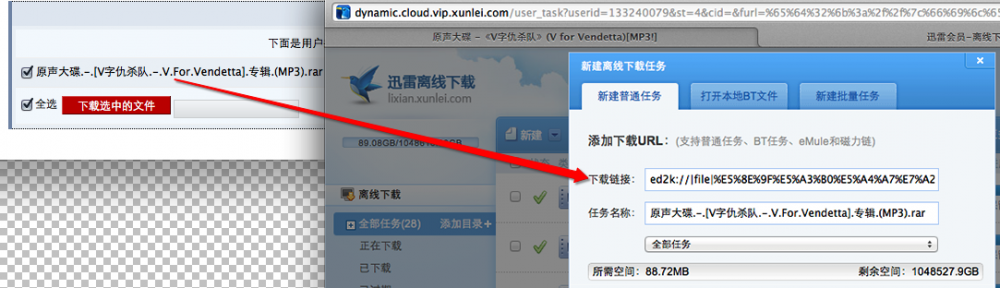 下面是用户
原声大碟.-.[V字仇杀队.-.V.For.Vendetta].专辑.(MP3).rar
全选
下载选中的文件
dynamic.cloud.vip.xunlei.com/user_task?userid=133240079&st=4&cid=&furl=%65%64%32%6b%3a%2f%2f%7c%66%69%6c%65
原声大碟 - 《V字仇杀队》(V for Vendetta)[MP3!]
迅雷会员-离线下
迅雷离线下载
lixian.xunlei.com
新建
离线下载
全部任务(28)
添加目录+
正在下载
已下载
新建离线下载任务
新建普通任务
打开本地BT文件
新建批量任务
添加下载URL：(支持普通任务、BT任务、eMule和磁力链)
下载链接：
ed2k://|file|%E5%8E%9F%E5%A3%B0%E5%A4%A7%E7%A2
任务名称：
原声大碟.-.[V字仇杀队.-.V.For.Vendetta].专辑.(MP3).rar
全部任务
所需空间：88.72MB
剩余空间：1048527.9GB